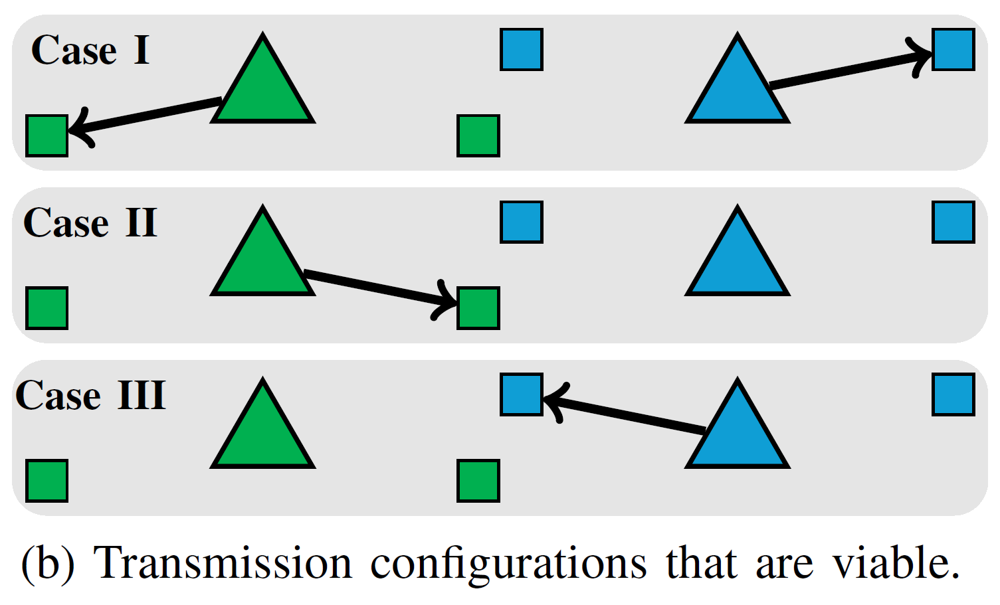 Case I
Case II
Case III
(b) Transmission configurations that are viable.